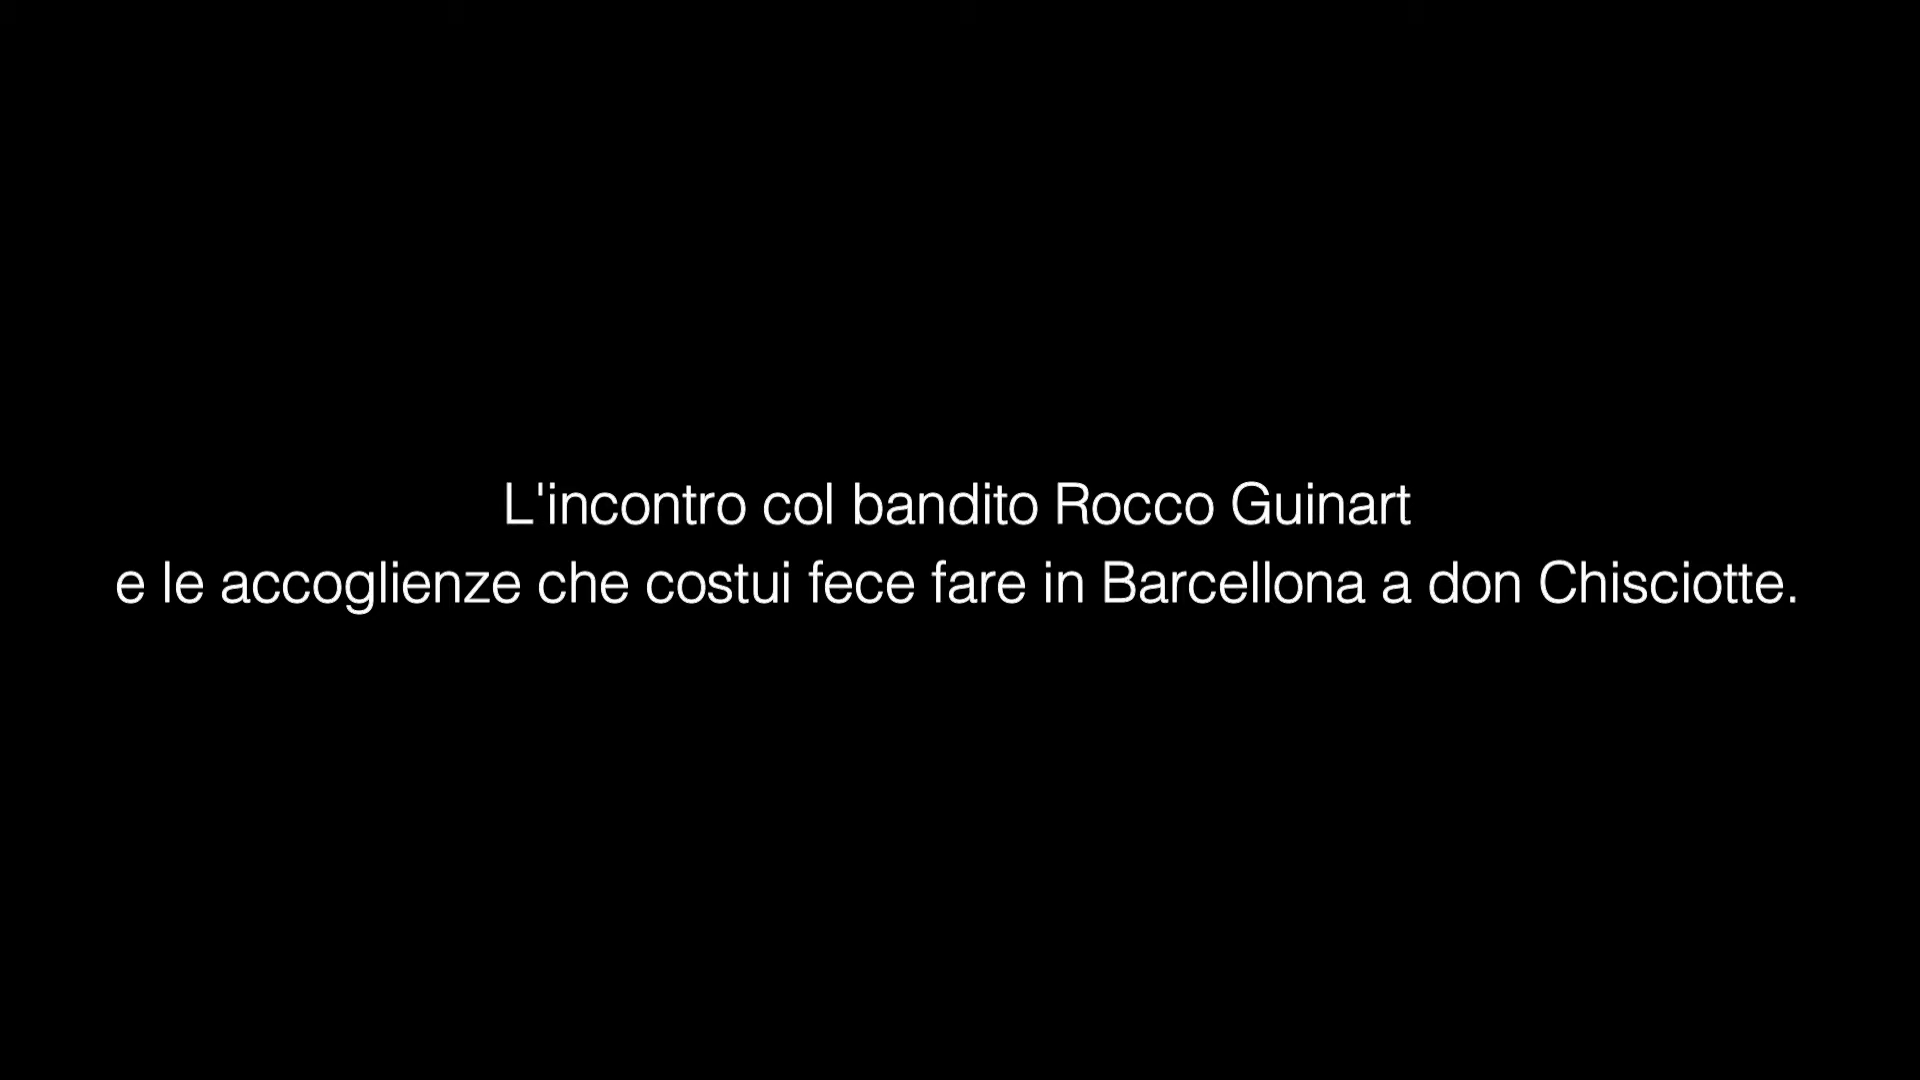 L'incontro col bandito Rocco Guinart
e le accoglienze che costui fece fare in Barcellona a don Chisciotte.